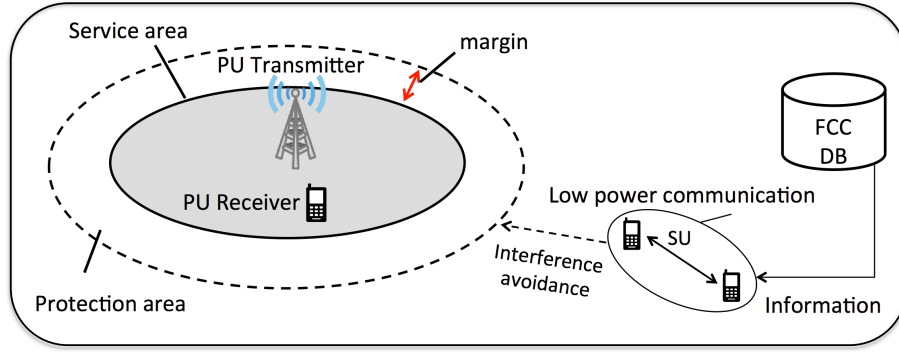 Service area
PU Transmitter
margin
FCC
DB
PU Receiver
Low power communication
SU
Interference
avoidance
Protection area
Information